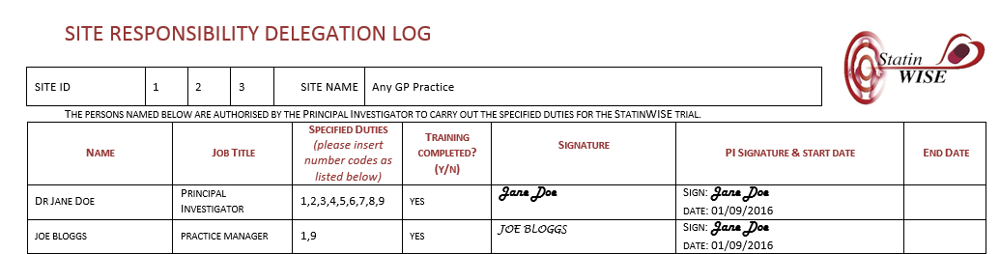 SITE RESPONSIBILITY DELEGATION LOG
Statin
WISE
SITE ID 1 2 3 SITE NAME Any GP Practice
THE PERSONS NAMED BELOW ARE AUTHORISED BY THE PRINCIPAL INVESTIGATOR TO CARRY OUT THE SPECIFIED DUTIES FOR THE STATINWISE TRIAL.
NAME
JOB TITLE
SPECIFIED DUTIES
(please insert
number codes as
listed below)
TRAINING
COMPLETED?
(Y/N)
SIGNATURE
PI SIGNATURE & START DATE
END DATE
DR JANE DOE
PRINCIPAL
INVESTIGATOR
1,2,3,4,5,6,7,8,9
YES
Jane Doe
SIGN: Jane Doe
DATE: 01/09/2016
JOE BLOGGS
PRACTICE MANAGER
1,9
YES
JOE BLOGGS
SIGN: Jane Doe
DATE: 01/09/2016